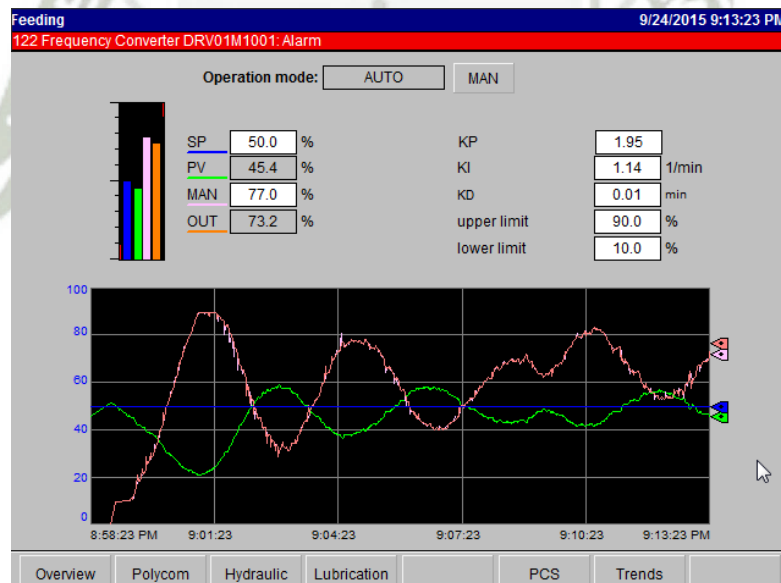 Feeding 9/24/2015 9:13:23 PM
122 Frequency Converter DRV01M1001: Alarm
Operation mode: AUTO MAN
SP 50.0 % KP 1.95
PV 45.4 % KI 1.14 1/min
MAN 77.0 % KD 0.01 min
OUT 73.2 % upper limit 90.0 %
lower limit 10.0 %
100
80
60
40
20
0
8:58:23 PM 9:01:23 9:04:23 9:07:23 9:10:23 9:13:23 PM
Overview Polycom Hydraulic Lubrication PCS Trends